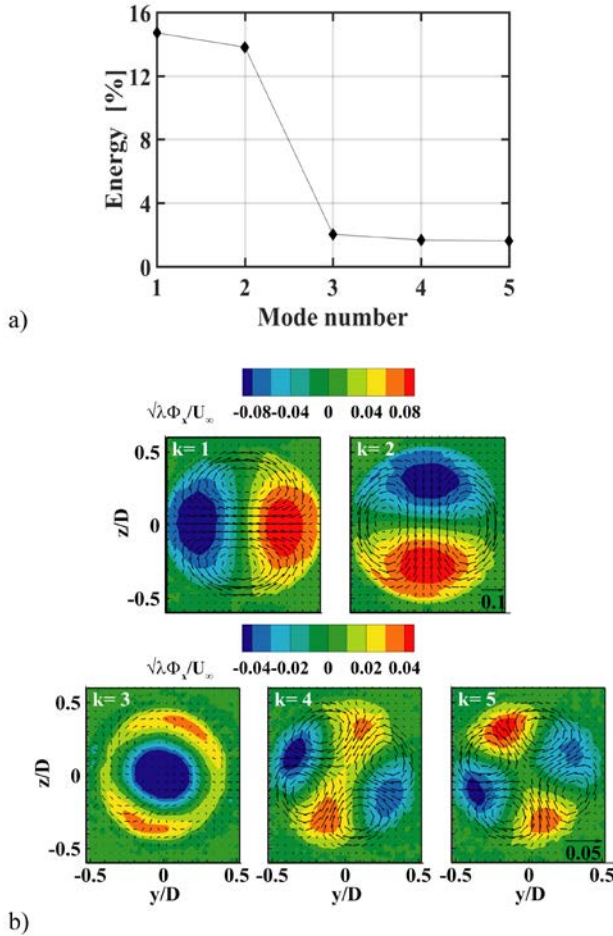 16
12
8
4
0
Energy [%]
1 2 3 4 5
Mode number
a)
√λΦx/U∞ -0.08 -0.04 0 0.04 0.08
k= 1
k= 2
0.5
0
-0.5
z/D
0.1
√λΦx/U∞ -0.04 -0.02 0 0.02 0.04
k= 3
k= 4
k= 5
0.5
0
-0.5
z/D
0.05
-0.5 0 0.5 -0.5 0 0.5 -0.5 0 0.5
y/D y/D y/D
b)